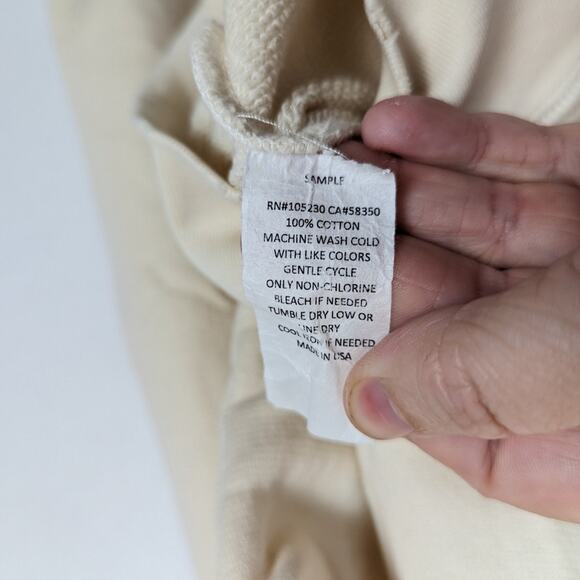 SAMPLE
RN#105230 CA#58350
100% COTTON
MACHINE WASH COLD
WITH LIKE COLORS
GENTLE CYCLE
ONLY NON-CHLORINE
BLEACH IF NEEDED
TUMBLE DRY LOW OR
LINE DRY
COOL IRON IF NEEDED
MADE IN USA